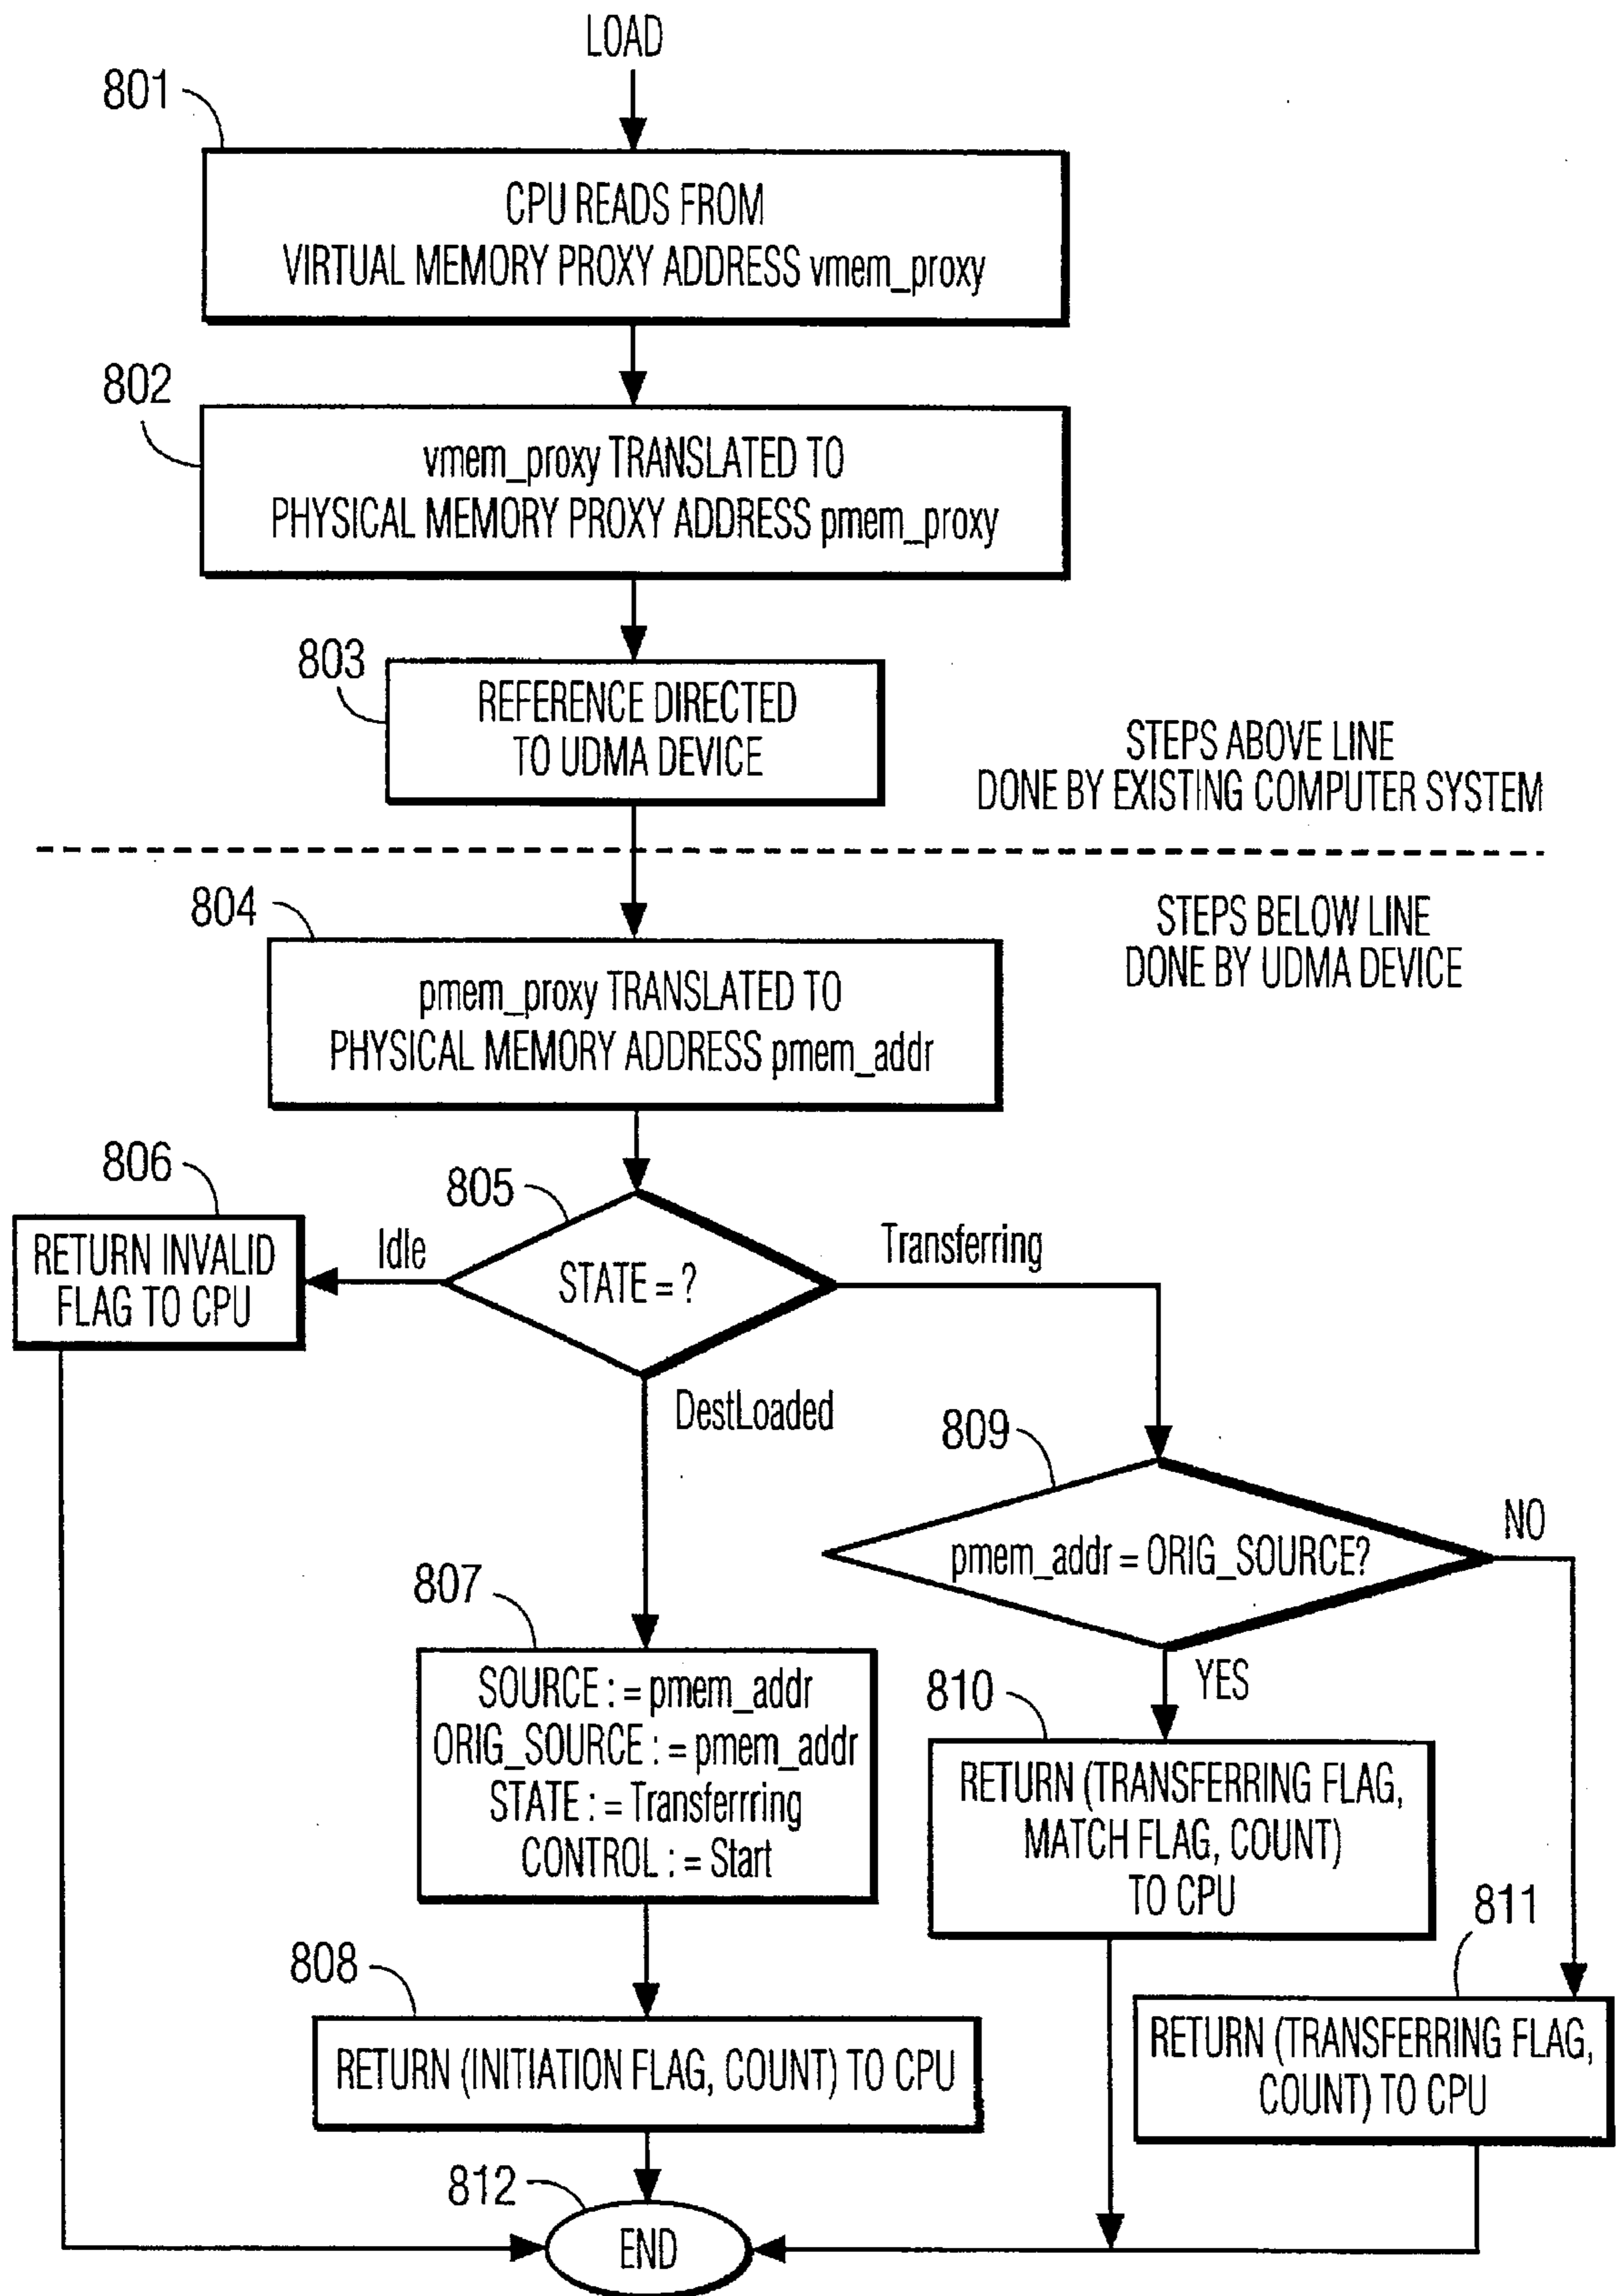 LOAD
801
CPU READS FROM
VIRTUAL MEMORY PROXY ADDRESS vmem_proxy
802
vmem_proxy TRANSLATED TO
PHYSICAL MEMORY PROXY ADDRESS pmem_proxy
803
REFERENCE DIRECTED
TO UDMA DEVICE
STEPS ABOVE LINE
DONE BY EXISTING COMPUTER SYSTEM
STEPS BELOW LINE
DONE BY UDMA DEVICE
804
pmem_proxy TRANSLATED TO
PHYSICAL MEMORY ADDRESS pmem_addr
805
STATE = ?
Idle
Transferring
DestLoaded
806
RETURN INVALID
FLAG TO CPU
807
SOURCE : = pmem_addr
ORIG_SOURCE : = pmem_addr
STATE : = Transferrring
CONTROL : = Start
808
RETURN (INITIATION FLAG, COUNT) TO CPU
809
pmem_addr = ORIG_SOURCE?
NO
YES
810
RETURN (TRANSFERRING FLAG,
MATCH FLAG, COUNT)
TO CPU
811
RETURN (TRANSFERRING FLAG,
COUNT) TO CPU
812
END